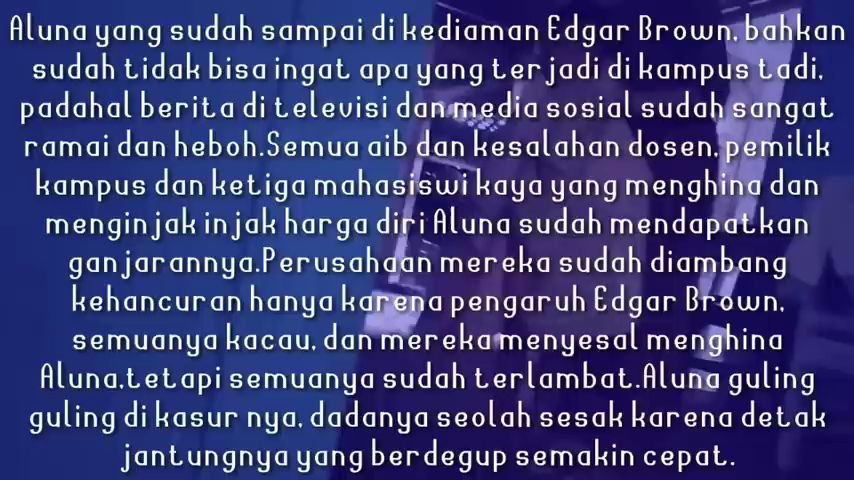 Aluna yang sudah sampai di kediaman Edgar Brown, bahkan
sudah tidak bisa ingat apa yang terjadi di kampus tadi,
padahal berita di televisi dan media sosial sudah sangat
ramai dan heboh.Semua aib dan kesalahan dosen, pemilik
kampus dan ketiga mahasiswi kaya yang menghina dan
menginjak injak harga diri Aluna sudah mendapatkan
ganjarannya.Perusahaan mereka sudah diambang
kehancuran hanya karena pengaruh Edgar Brown,
semuanya kacau, dan mereka menyesal menghina
Aluna,tetapi semuanya sudah terlambat.Aluna guling
guling di kasur nya, dadanya seolah sesak karena detak
jantungnya yang berdegup semakin cepat.